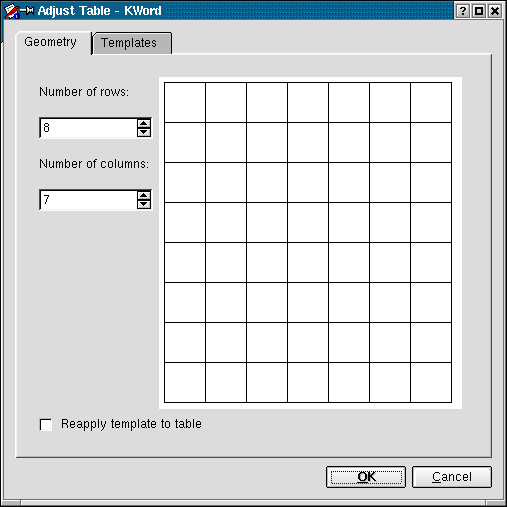 Adjust Table - KWord
Geometry
Templates
Number of rows:
8
Number of columns:
7
Reapply template to table
OK
Cancel